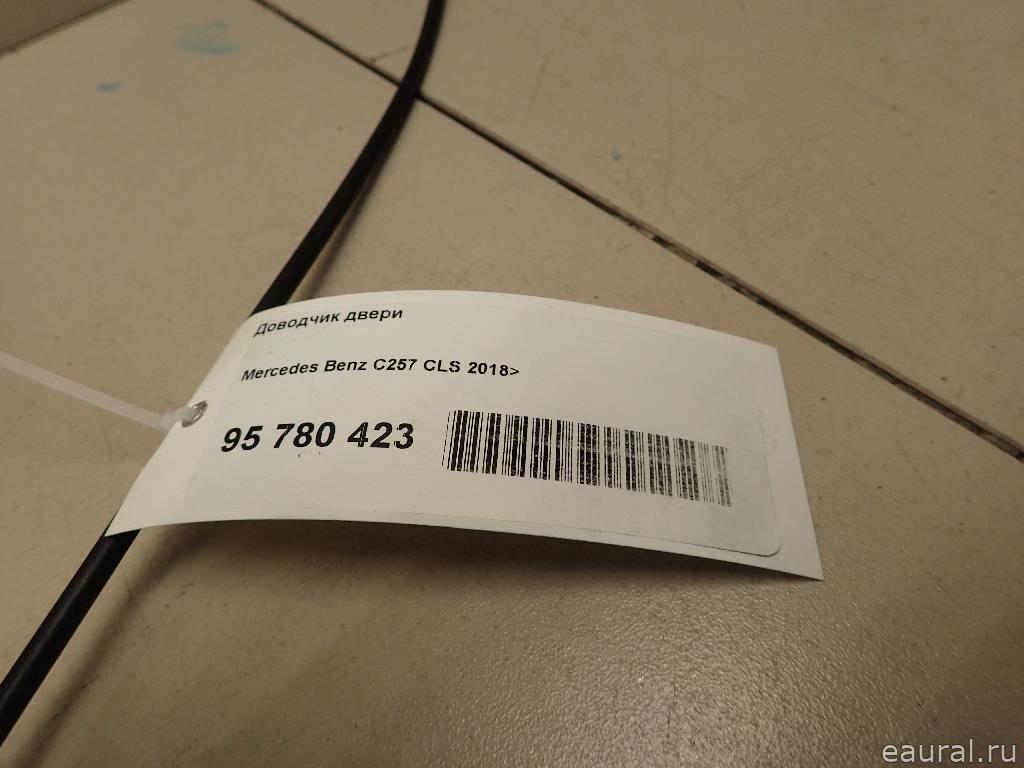 Доводчик двери
Mercedes Benz C257 CLS 2018>
95 780 423
eaural.ru